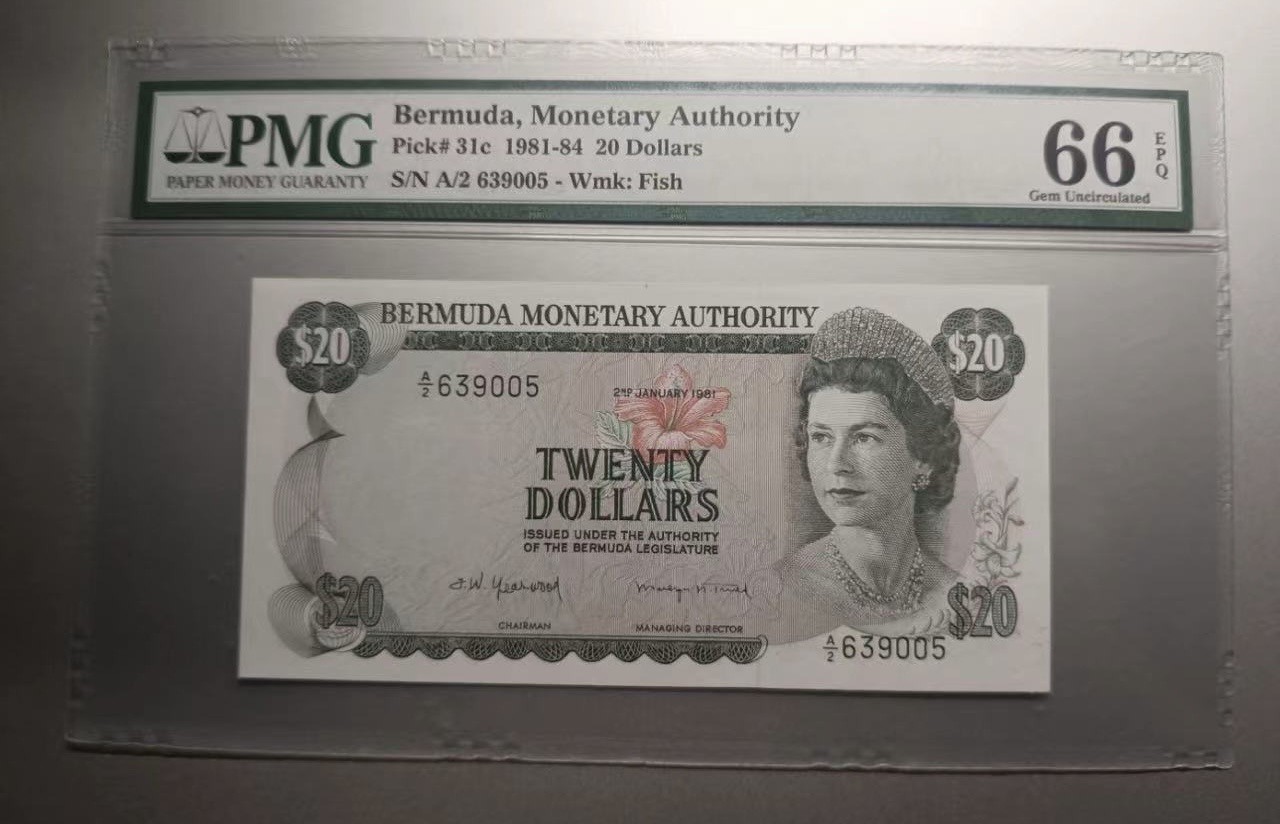 Bermuda, Monetary Authority
PMG
PAPER MONEY GUARANTY
Pick# 31c 1981-84 20 Dollars
S/N A/2 639005 - Wmk: Fish
66
EPQ
Gem Uncirculated
BERMUDA MONETARY AUTHORITY
$20
$20
A/2 639005
2ND JANUARY 1981
TWENTY
DOLLARS
ISSUED UNDER THE AUTHORITY
OF THE BERMUDA LEGISLATURE
J.W. Yearwood
CHAIRMAN
MANAGING DIRECTOR
$20
$20
A/2 639005